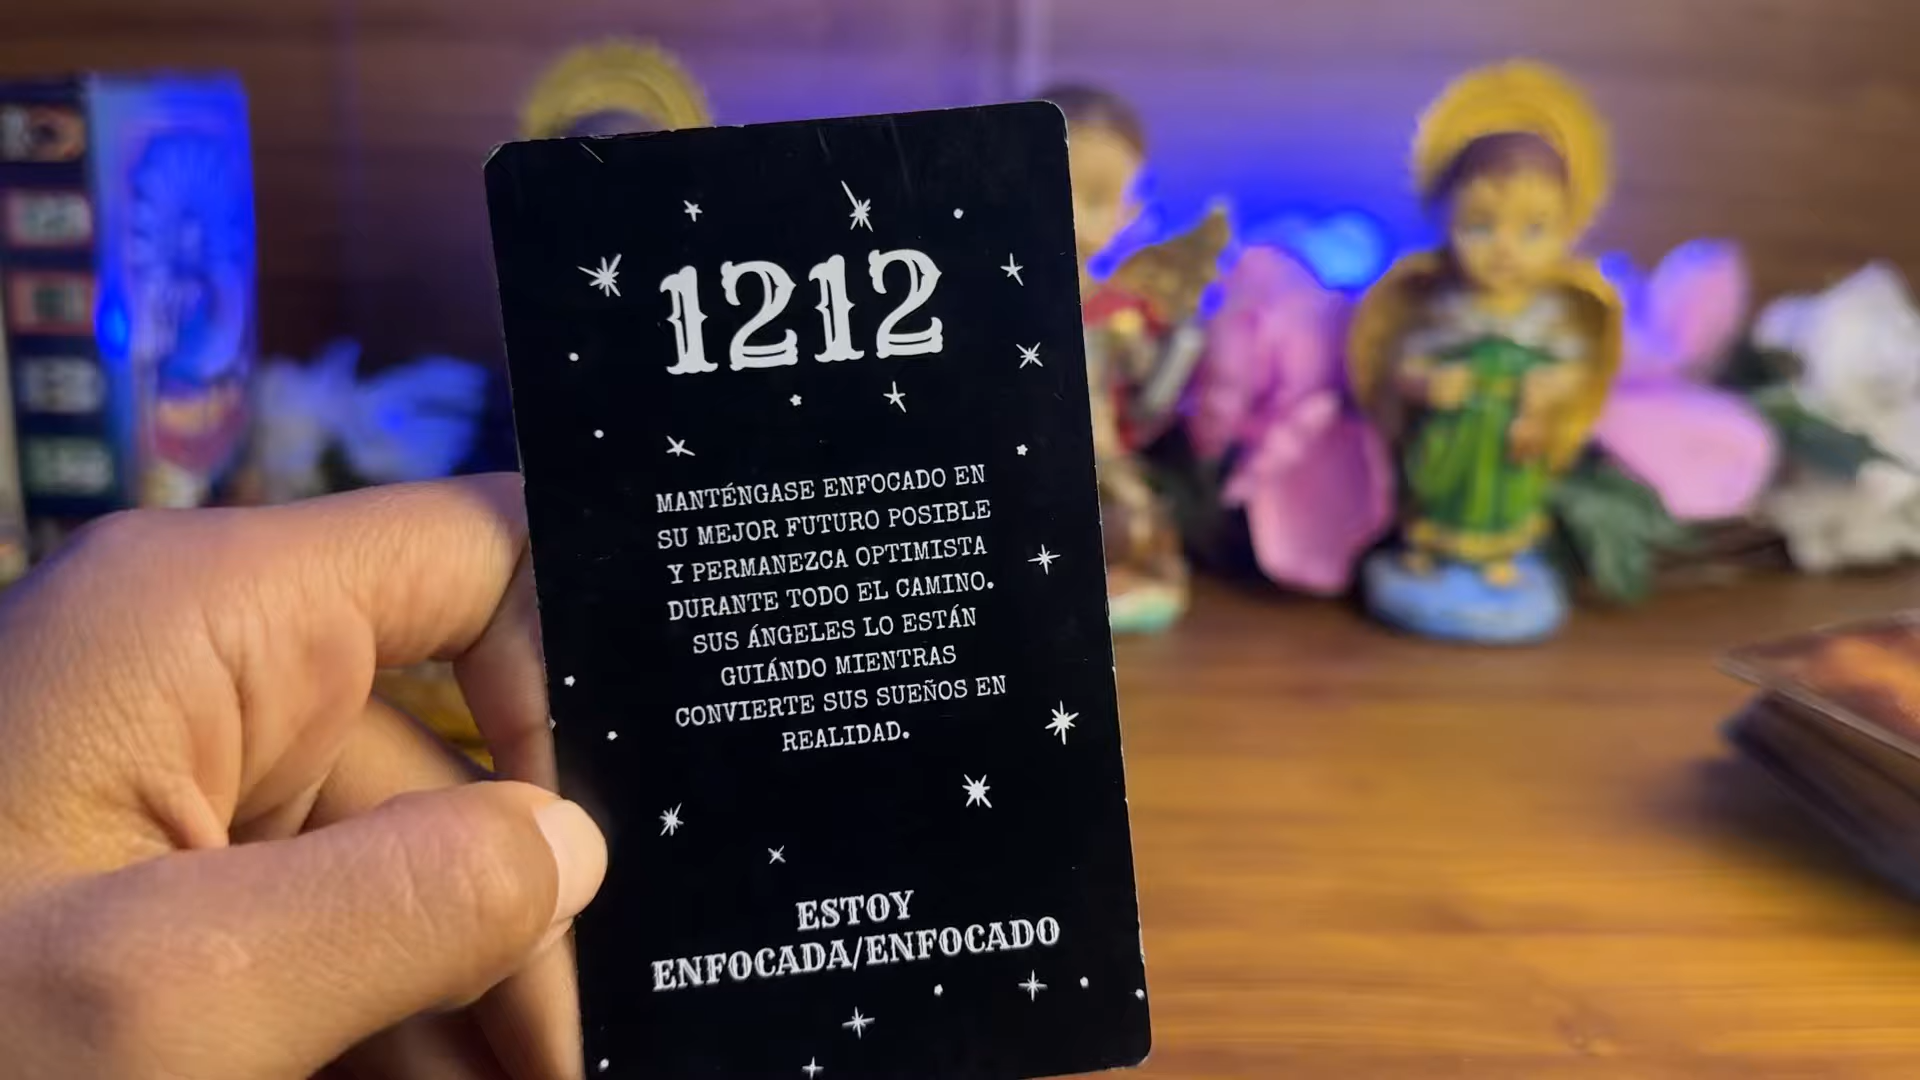 1212
MANTÉNGASE ENFOCADO EN
SU MEJOR FUTURO POSIBLE
Y PERMANEZCA OPTIMISTA
DURANTE TODO EL CAMINO.
SUS ÁNGELES LO ESTÁN
GUIÁNDO MIENTRAS
CONVIERTE SUS SUEÑOS EN
REALIDAD.
ESTOY
ENFOCADA/ENFOCADO